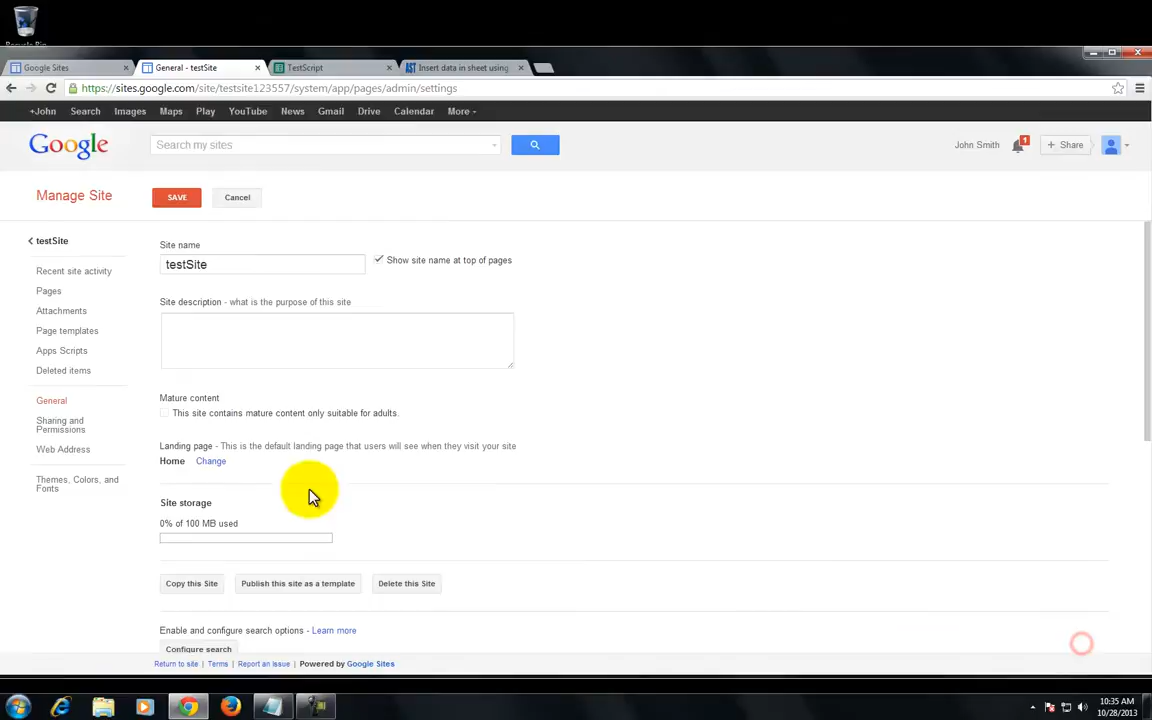 Recycle Bin
Google Sites
General - testSite
TestScript
Insert data in sheet using
https://sites.google.com/site/testsite123557/system/app/pages/admin/settings
+John Search Images Maps Play YouTube News Gmail Drive Calendar More
Google
Search my sites
John Smith
1
+ Share
Manage Site
SAVE
Cancel
testSite
Recent site activity
Pages
Attachments
Page templates
Apps Scripts
Deleted items
General
Sharing and
Permissions
Web Address
Themes, Colors, and
Fonts
Site name
testSite
Show site name at top of pages
Site description - what is the purpose of this site
Mature content
This site contains mature content only suitable for adults.
Landing page - This is the default landing page that users will see when they visit your site
Home Change
Site storage
0% of 100 MB used
Copy this Site
Publish this site as a template
Delete this Site
Enable and configure search options - Learn more
Configure search
Return to site | Terms | Report an issue | Powered by Google Sites
10:35 AM
10/28/2013